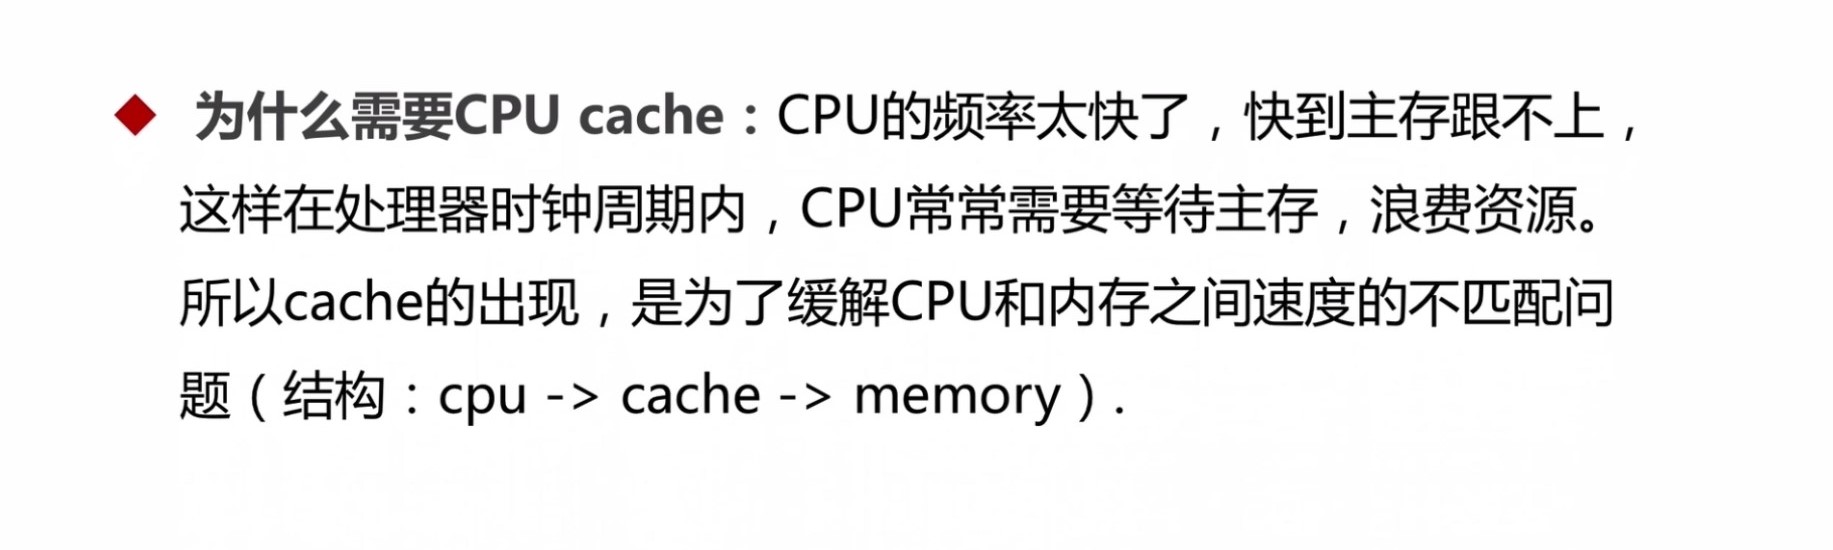 为什么需要CPU cache：CPU的频率太快了，快到主存跟不上，
这样在处理器时钟周期内，CPU常常需要等待主存，浪费资源。
所以cache的出现，是为了缓解CPU和内存之间速度的不匹配问
题（结构：cpu -> cache -> memory）.